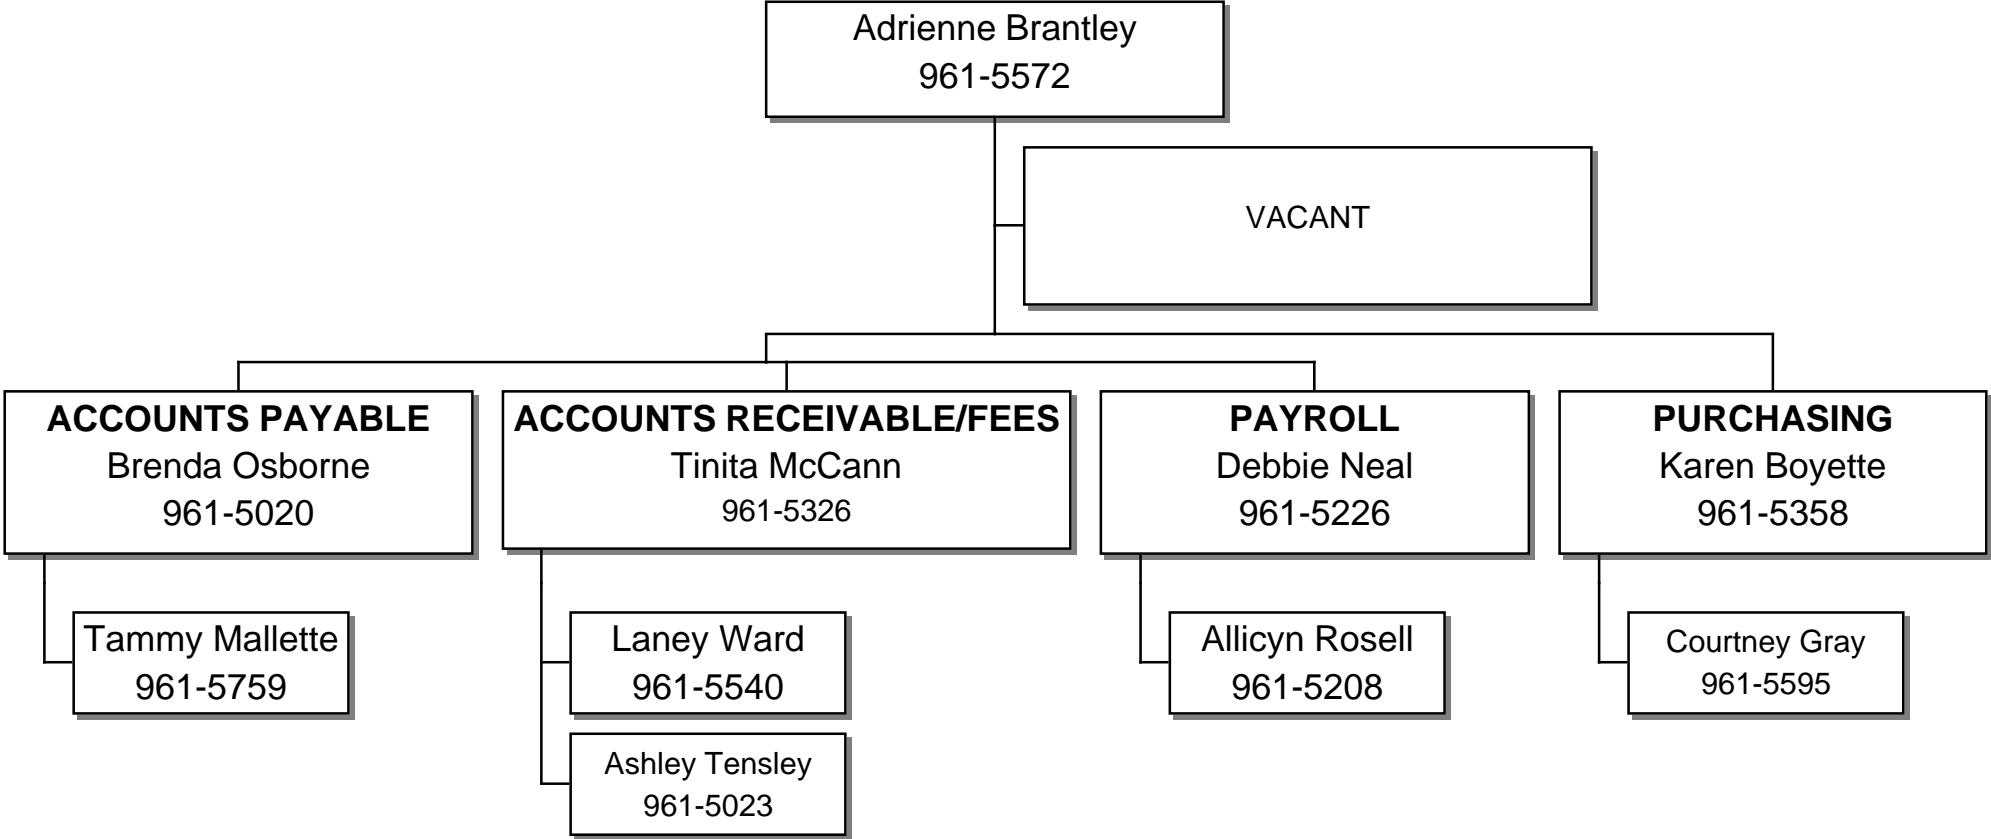 Adrienne Brantley
961-5572
VACANT
ACCOUNTS PAYABLE
Brenda Osborne
961-5020
ACCOUNTS RECEIVABLE/FEES
Tinita McCann
961-5326
PAYROLL
Debbie Neal
961-5226
PURCHASING
Karen Boyette
961-5358
Tammy Mallette
961-5759
Laney Ward
961-5540
Allicyn Rosell
961-5208
Courtney Gray
961-5595
Ashley Tensley
961-5023